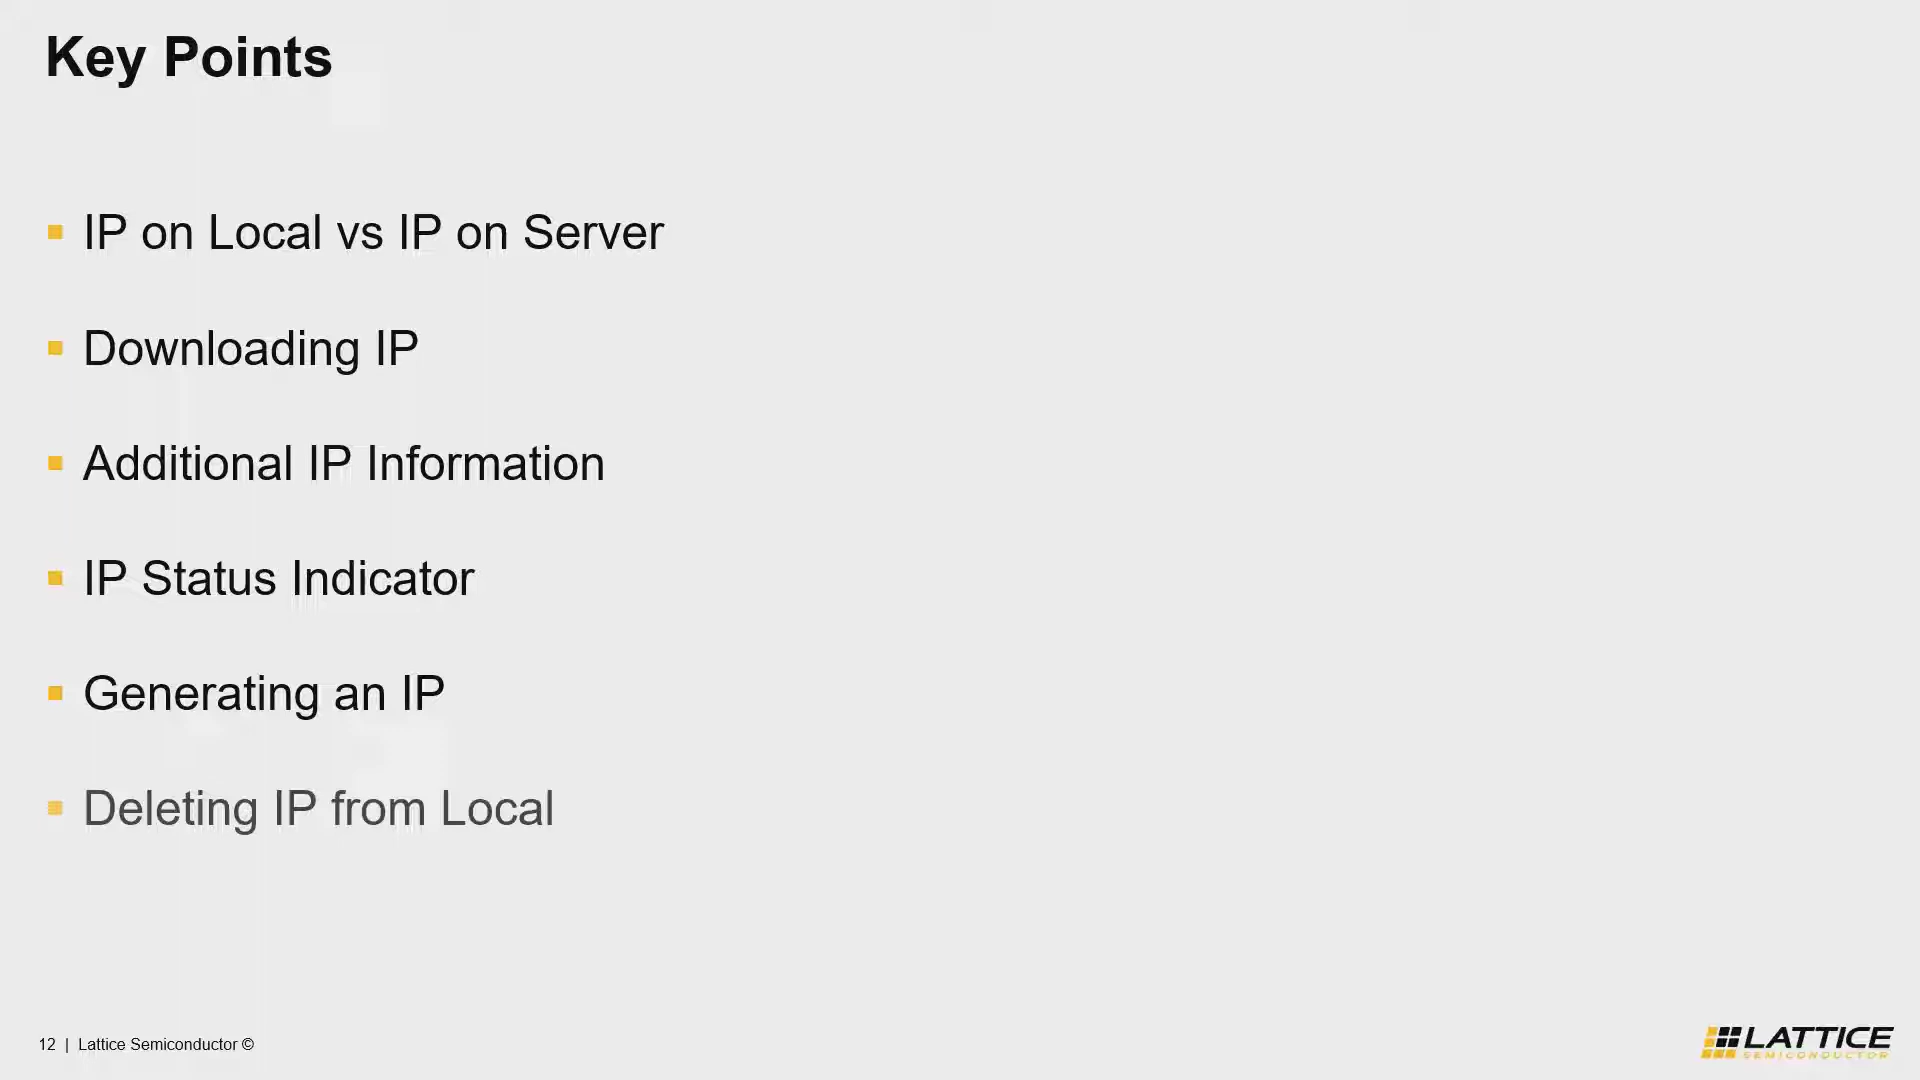 Key Points
▪ IP on Local vs IP on Server
▪ Downloading IP
▪ Additional IP Information
▪ IP Status Indicator
▪ Generating an IP
▪ Deleting IP from Local
12 | Lattice Semiconductor ©
LATTICE
SEMICONDUCTOR